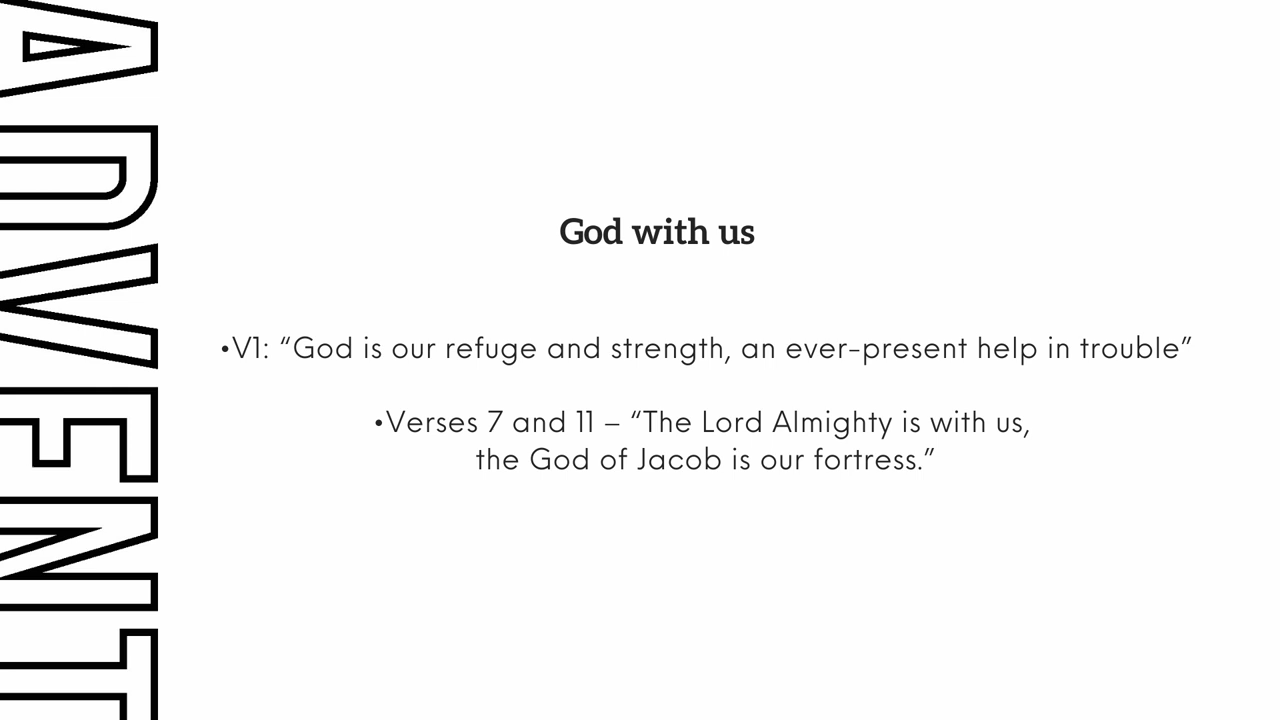 ADVENT
God with us
•V1: “God is our refuge and strength, an ever-present help in trouble”
•Verses 7 and 11 – “The Lord Almighty is with us,
the God of Jacob is our fortress.”